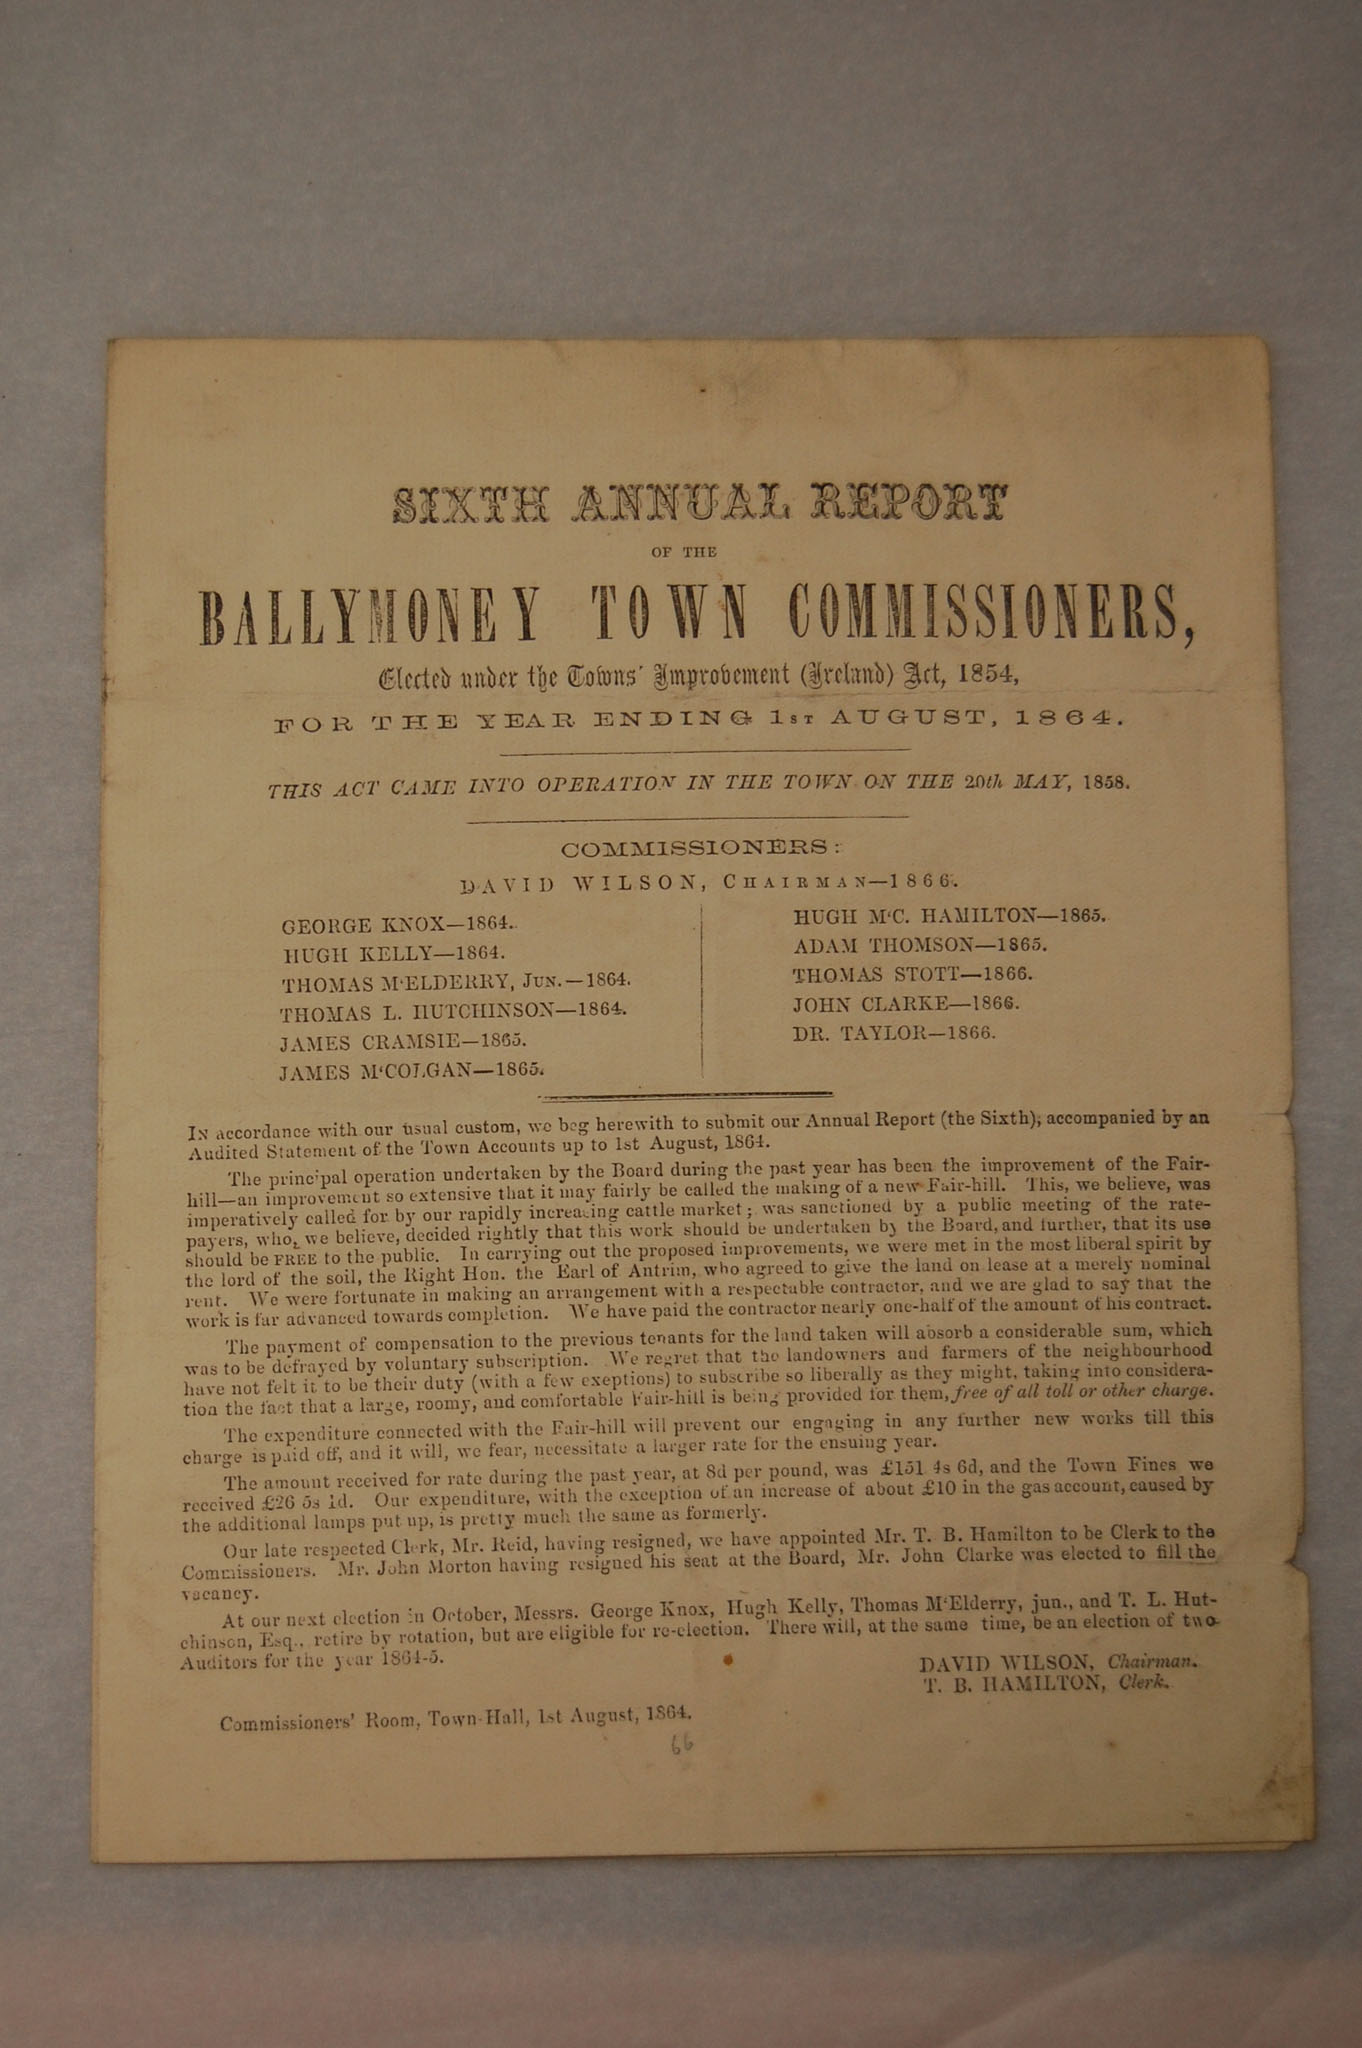 SIXTH ANNUAL REPORT
OF THE
BALLYMONEY TOWN COMMISSIONERS,
Elected under the Towns' Improvement (Ireland) Act, 1854,
FOR THE YEAR ENDING 1ST AUGUST, 1864.
THIS ACT CAME INTO OPERATION IN THE TOWN ON THE 20th MAY, 1858.
COMMISSIONERS:
DAVID WILSON, CHAIRMAN—1866.
GEORGE KNOX—1864.
HUGH KELLY—1864.
THOMAS M'ELDERRY, JUN.—1864.
THOMAS L. HUTCHINSON—1864.
JAMES CRAMSIE—1865.
JAMES M'COLGAN—1865.
HUGH M'C. HAMILTON—1865.
ADAM THOMSON—1865.
THOMAS STOTT—1866.
JOHN CLARKE—1866.
DR. TAYLOR—1866.
IN accordance with our usual custom, we beg herewith to submit our Annual Report (the Sixth), accompanied by an
Audited Statement of the Town Accounts up to 1st August, 1864.
The principal operation undertaken by the Board during the past year has been the improvement of the Fair-
hill—an improvement so extensive that it may fairly be called the making of a new Fair-hill. This, we believe, was
imperatively called for by our rapidly increasing cattle market; was sanctioned by a public meeting of the rate-
payers, who, we believe, decided rightly that this work should be undertaken by the Board, and further, that its use
should be FREE to the public. In carrying out the proposed improvements, we were met in the most liberal spirit by
the lord of the soil, the Right Hon. the Earl of Antrim, who agreed to give the land on lease at a merely nominal
rent. We were fortunate in making an arrangement with a respectable contractor, and we are glad to say that the
work is far advanced towards completion. We have paid the contractor nearly one-half of the amount of his contract.
The payment of compensation to the previous tenants for the land taken will absorb a considerable sum, which
was to be defrayed by voluntary subscription. We regret that the landowners and farmers of the neighbourhood
have not felt it to be their duty (with a few exeptions) to subscribe so liberally as they might, taking into considera-
tion the fact that a large, roomy, and comfortable Fair-hill is being provided for them, free of all toll or other charge.
The expenditure connected with the Fair-hill will prevent our engaging in any further new works till this
charge is paid off, and it will, we fear, necessitate a larger rate for the ensuing year.
The amount received for rate during the past year, at 8d per pound, was £151 4s 6d, and the Town Fines we
received £26 5s 1d. Our expenditure, with the exception of an increase of about £10 in the gas account, caused by
the additional lamps put up, is pretty much the same as formerly.
Our late respected Clerk, Mr. Reid, having resigned, we have appointed Mr. T. B. Hamilton to be Clerk to the
Commissioners. Mr. John Morton having resigned his seat at the Board, Mr. John Clarke was elected to fill the
vacancy.
At our next election in October, Messrs. George Knox, Hugh Kelly, Thomas M'Elderry, jun., and T. L. Hut-
chinson, Esq., retire by rotation, but are eligible for re-election. There will, at the same time, be an election of two
Auditors for the year 1864-5.
DAVID WILSON, Chairman.
T. B. HAMILTON, Clerk.
Commissioners' Room, Town-Hall, 1st August, 1864.
66